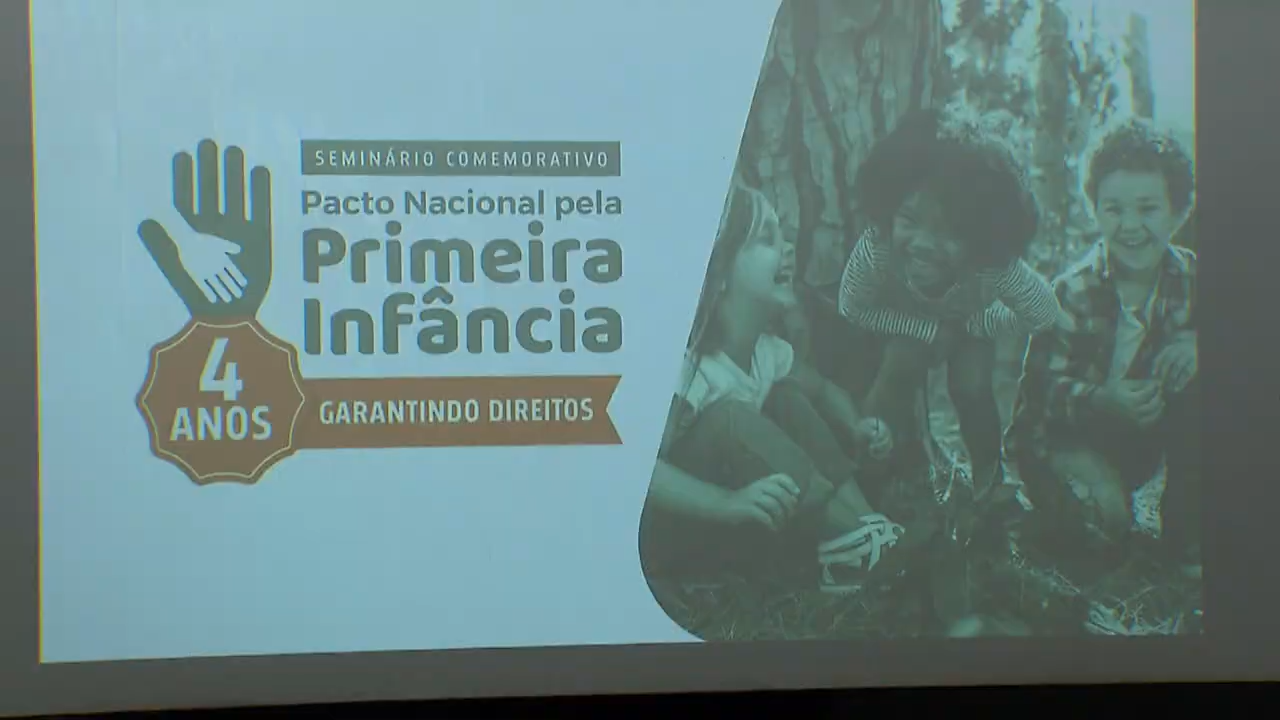 SEMINÁRIO COMEMORATIVO
Pacto Nacional pela
Primeira
Infância
4
ANOS
GARANTINDO DIREITOS